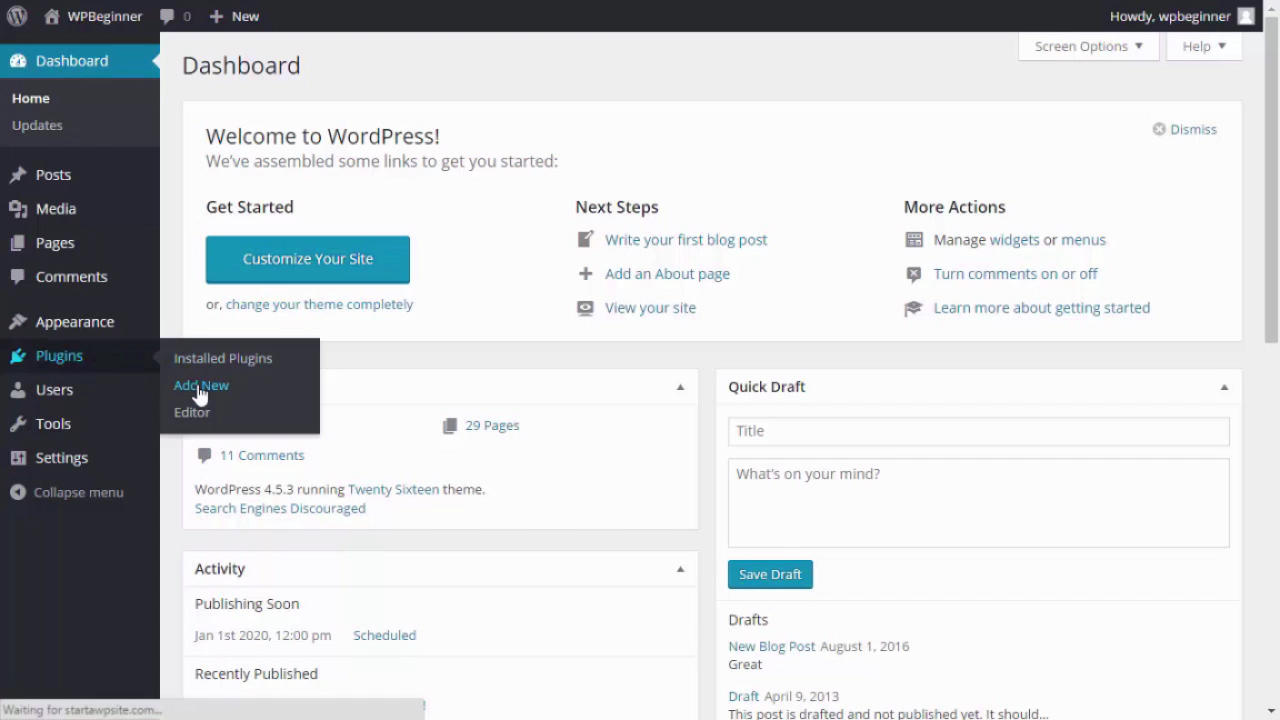 WPBeginner 0 New Howdy, wpbeginner
Screen Options Help
Dashboard
Home
Updates
Posts
Media
Pages
Comments
Appearance
Plugins
Users
Tools
Settings
Collapse menu
Installed Plugins
Add New
Editor
Dashboard
Welcome to WordPress!
We've assembled some links to get you started:
Dismiss
Get Started
Customize Your Site
or, change your theme completely
Next Steps
Write your first blog post
Add an About page
View your site
More Actions
Manage widgets or menus
Turn comments on or off
Learn more about getting started
29 Pages
11 Comments
WordPress 4.5.3 running Twenty Sixteen theme.
Search Engines Discouraged
Activity
Publishing Soon
Jan 1st 2020, 12:00 pm Scheduled
Recently Published
Quick Draft
Title
What's on your mind?
Save Draft
Drafts
New Blog Post August 1, 2016
Great
Draft April 9, 2013
This post is drafted and not published yet. It should...
Waiting for startawpsite.com...